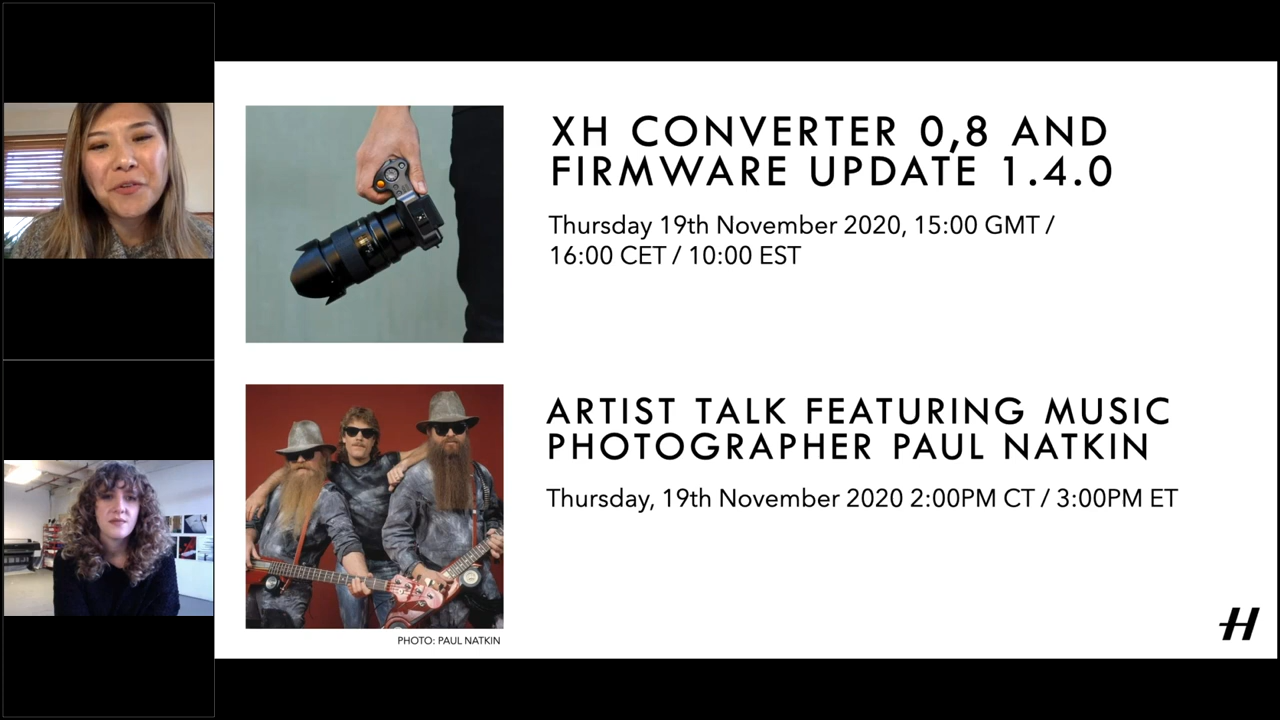 XH CONVERTER 0,8 AND
FIRMWARE UPDATE 1.4.0
Thursday 19th November 2020, 15:00 GMT /
16:00 CET / 10:00 EST
ARTIST TALK FEATURING MUSIC
PHOTOGRAPHER PAUL NATKIN
Thursday, 19th November 2020 2:00PM CT / 3:00PM ET
PHOTO: PAUL NATKIN
H